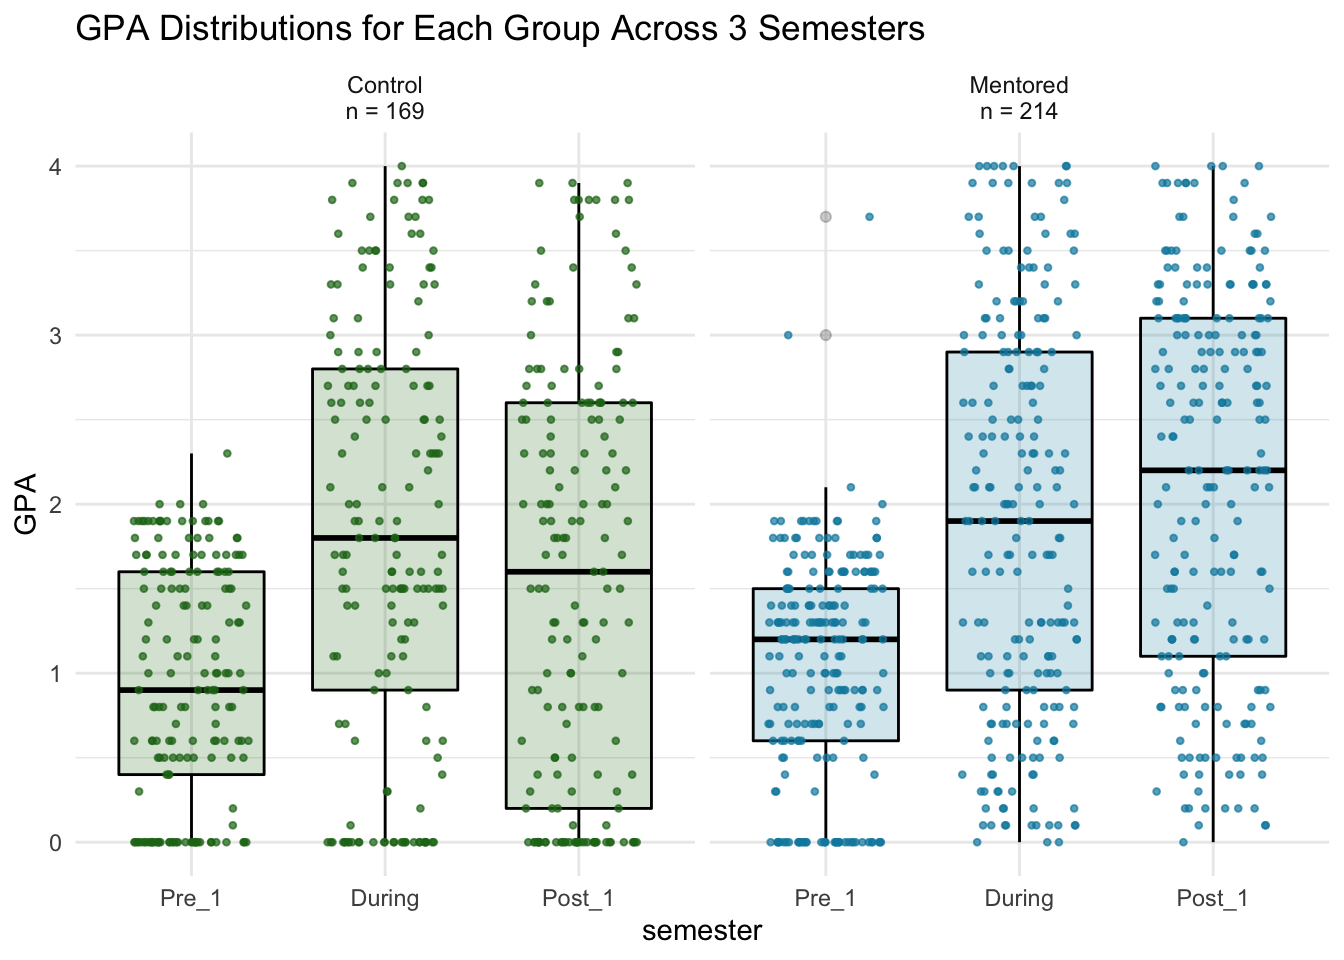 GPA Distributions for Each Group Across 3 Semesters
Control
n = 169
Mentored
n = 214
4
3
2
1
0
GPA
Pre_1
During
Post_1
Pre_1
During
Post_1
semester